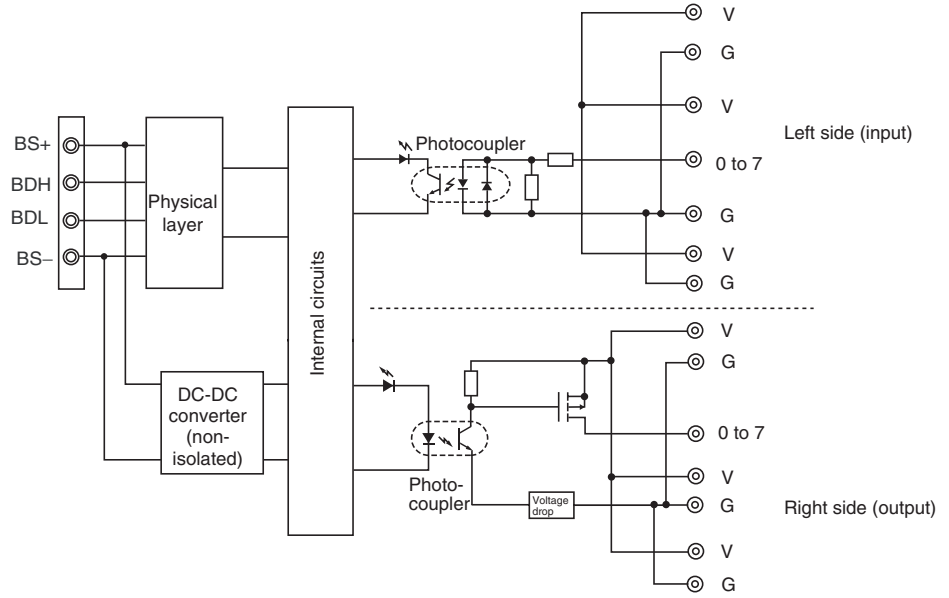 BS+
BDH
BDL
BS−
Physical
layer
DC-DC
converter
(non-
isolated)
Internal circuits
Photocoupler
V
G
V
0 to 7
G
V
G
Left side (input)
Photo-
coupler
Voltage
drop
V
G
0 to 7
V
G
V
G
Right side (output)